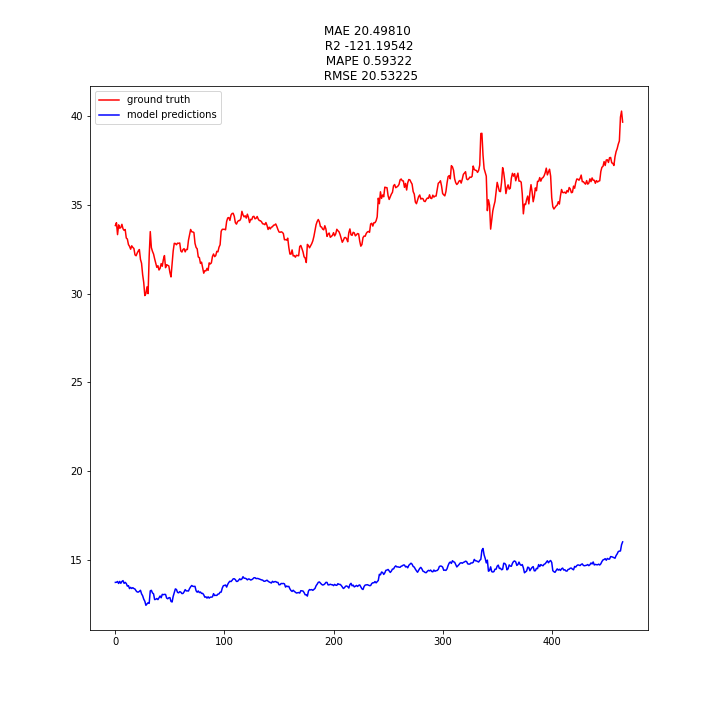 MAE 20.49810
R2 -121.19542
MAPE 0.59322
RMSE 20.53225
ground truth
model predictions
40
35
30
25
20
15
0 100 200 300 400